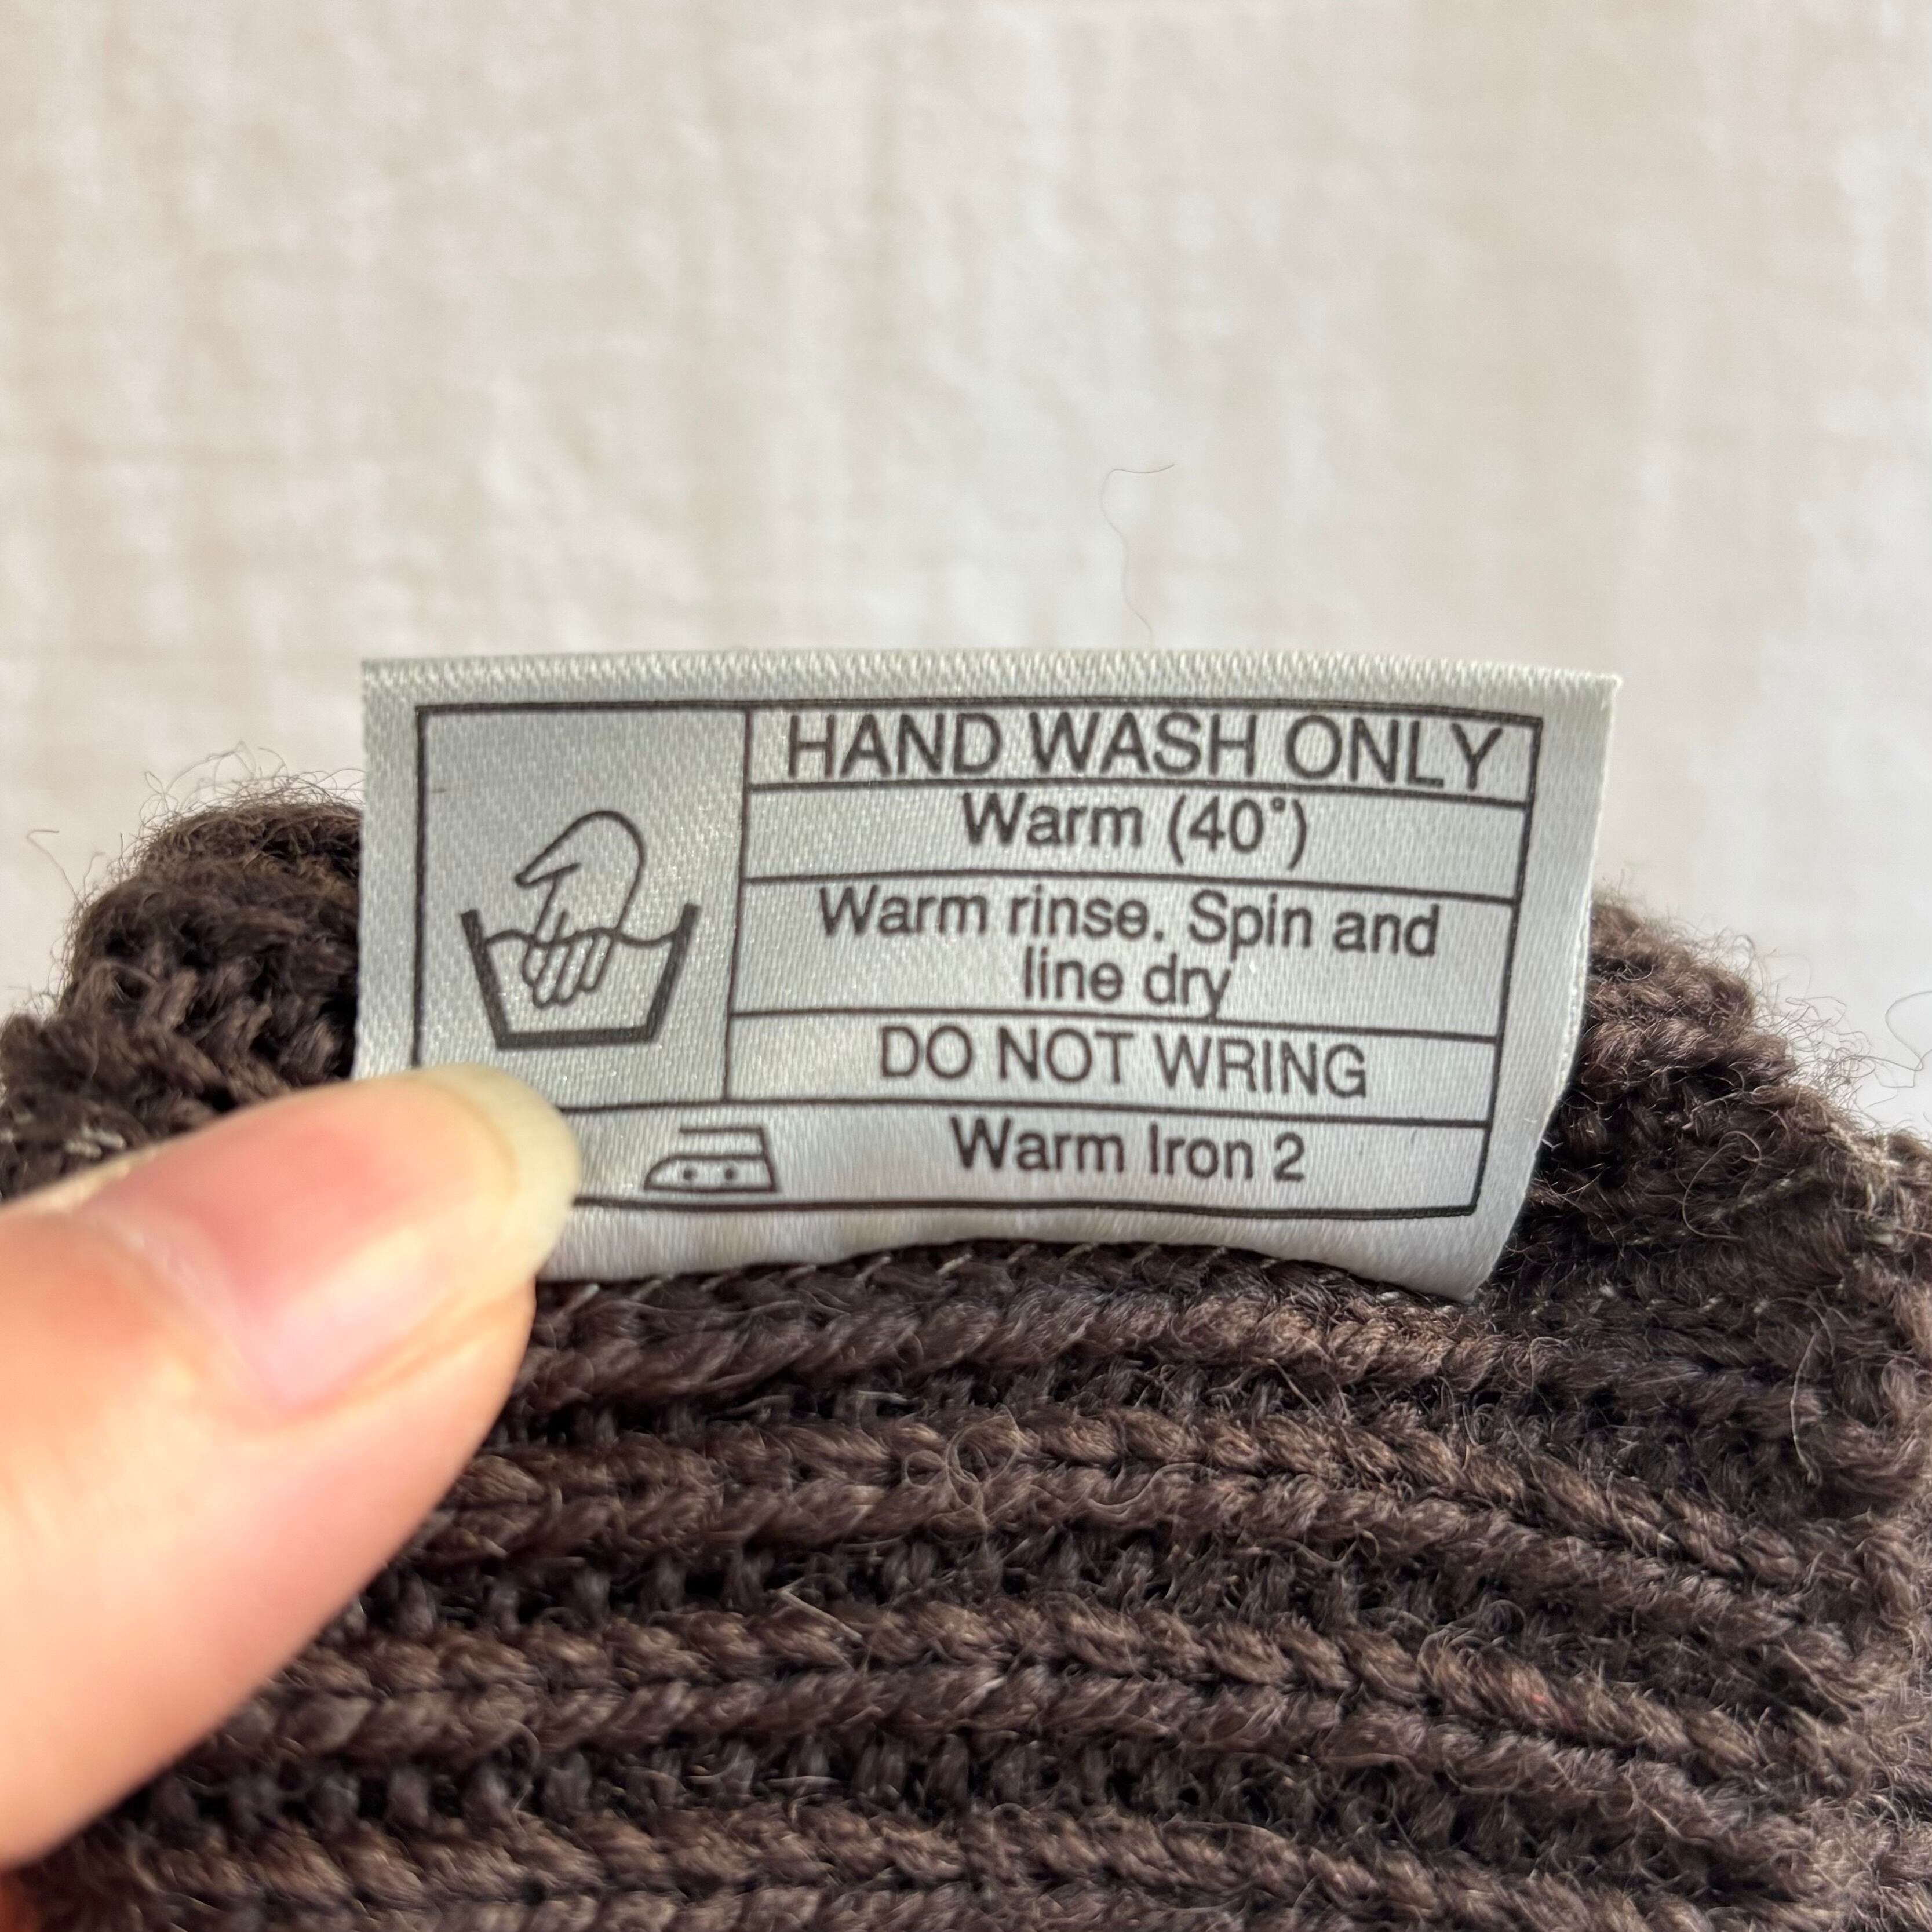 HAND WASH ONLY
Warm (40°)
Warm rinse. Spin and
line dry
DO NOT WRING
Warm Iron 2